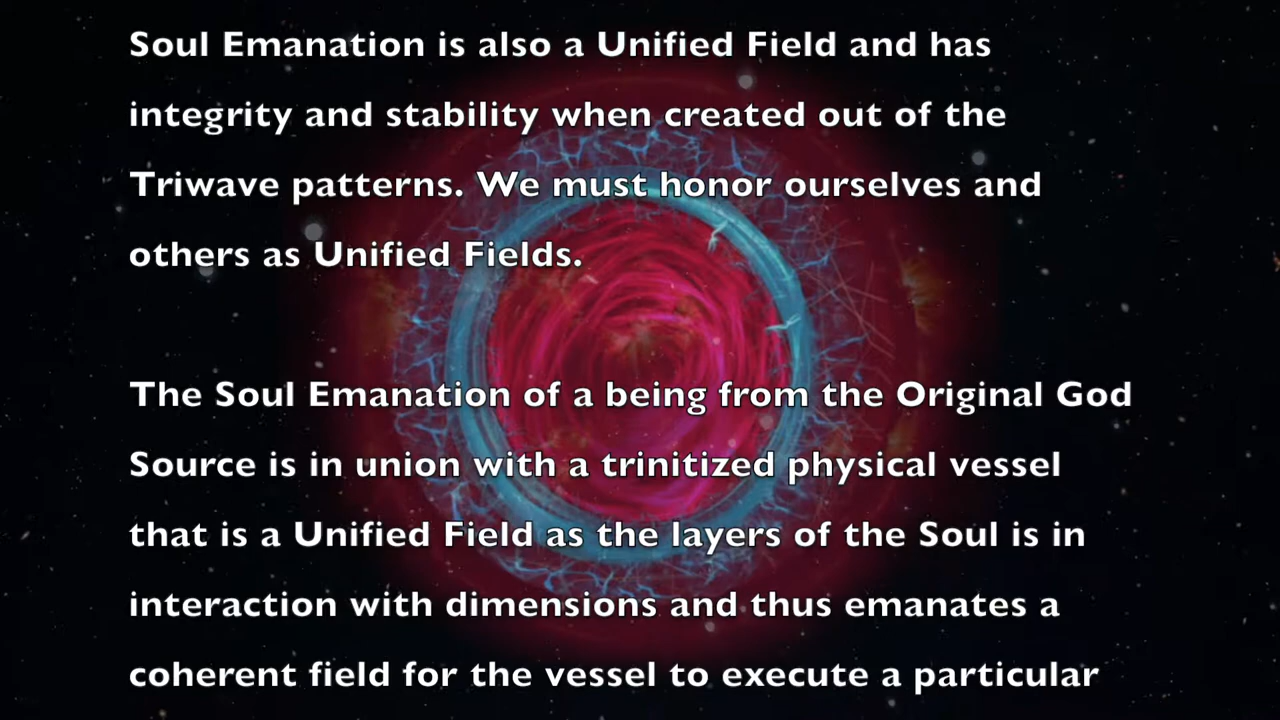 Soul Emanation is also a Unified Field and has
integrity and stability when created out of the
Triwave patterns. We must honor ourselves and
others as Unified Fields.
The Soul Emanation of a being from the Original God
Source is in union with a trinitized physical vessel
that is a Unified Field as the layers of the Soul is in
interaction with dimensions and thus emanates a
coherent field for the vessel to execute a particular